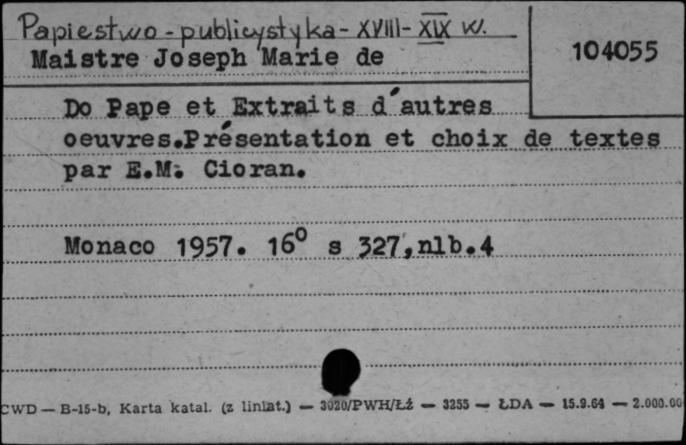 Papiestwo - publicystyka - XVIII - XIX w.
Maistre Joseph Marie de
104055
Do Pape et Extraits d'autres
oeuvres.Présentation et choix de textes
par E.M. Cioran.
Monaco 1957. 16° s 327,nlb.4
CWD — B-15-b, Karta katal. (z liniat.) — 3020/PWH/Łź — 3255 — ŁDA — 15.9.64 — 2.000.00